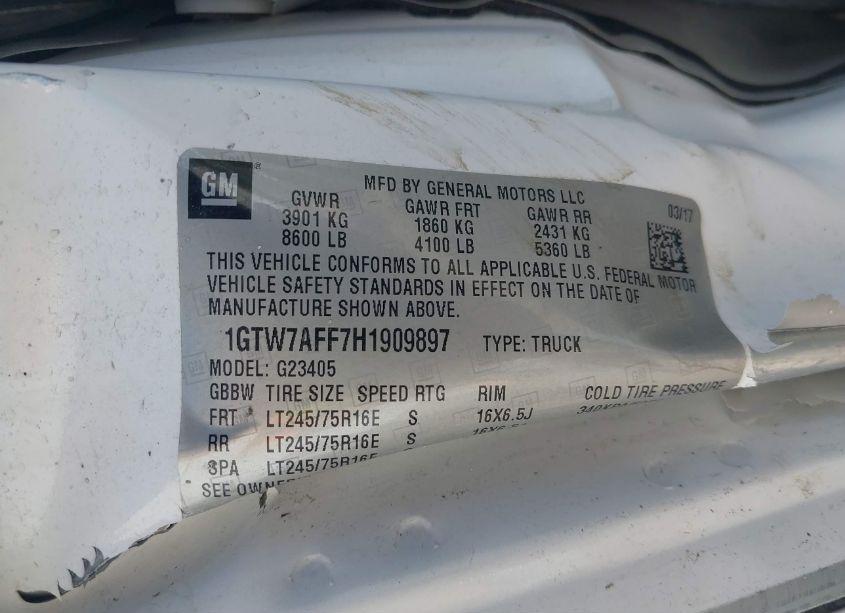 GM
MFD BY GENERAL MOTORS LLC
03/17
GVWR GAWR FRT GAWR RR
3901 KG 1860 KG 2431 KG
8600 LB 4100 LB 5360 LB
THIS VEHICLE CONFORMS TO ALL APPLICABLE U.S. FEDERAL MOTOR
VEHICLE SAFETY STANDARDS IN EFFECT ON THE DATE OF
MANUFACTURE SHOWN ABOVE.
1GTW7AFF7H1909897 TYPE: TRUCK
MODEL: G23405
GBBW TIRE SIZE SPEED RTG RIM COLD TIRE PRESSURE
FRT LT245/75R16E S 16X6.5J
RR LT245/75R16E S
SPA LT245/75R16E
SEE